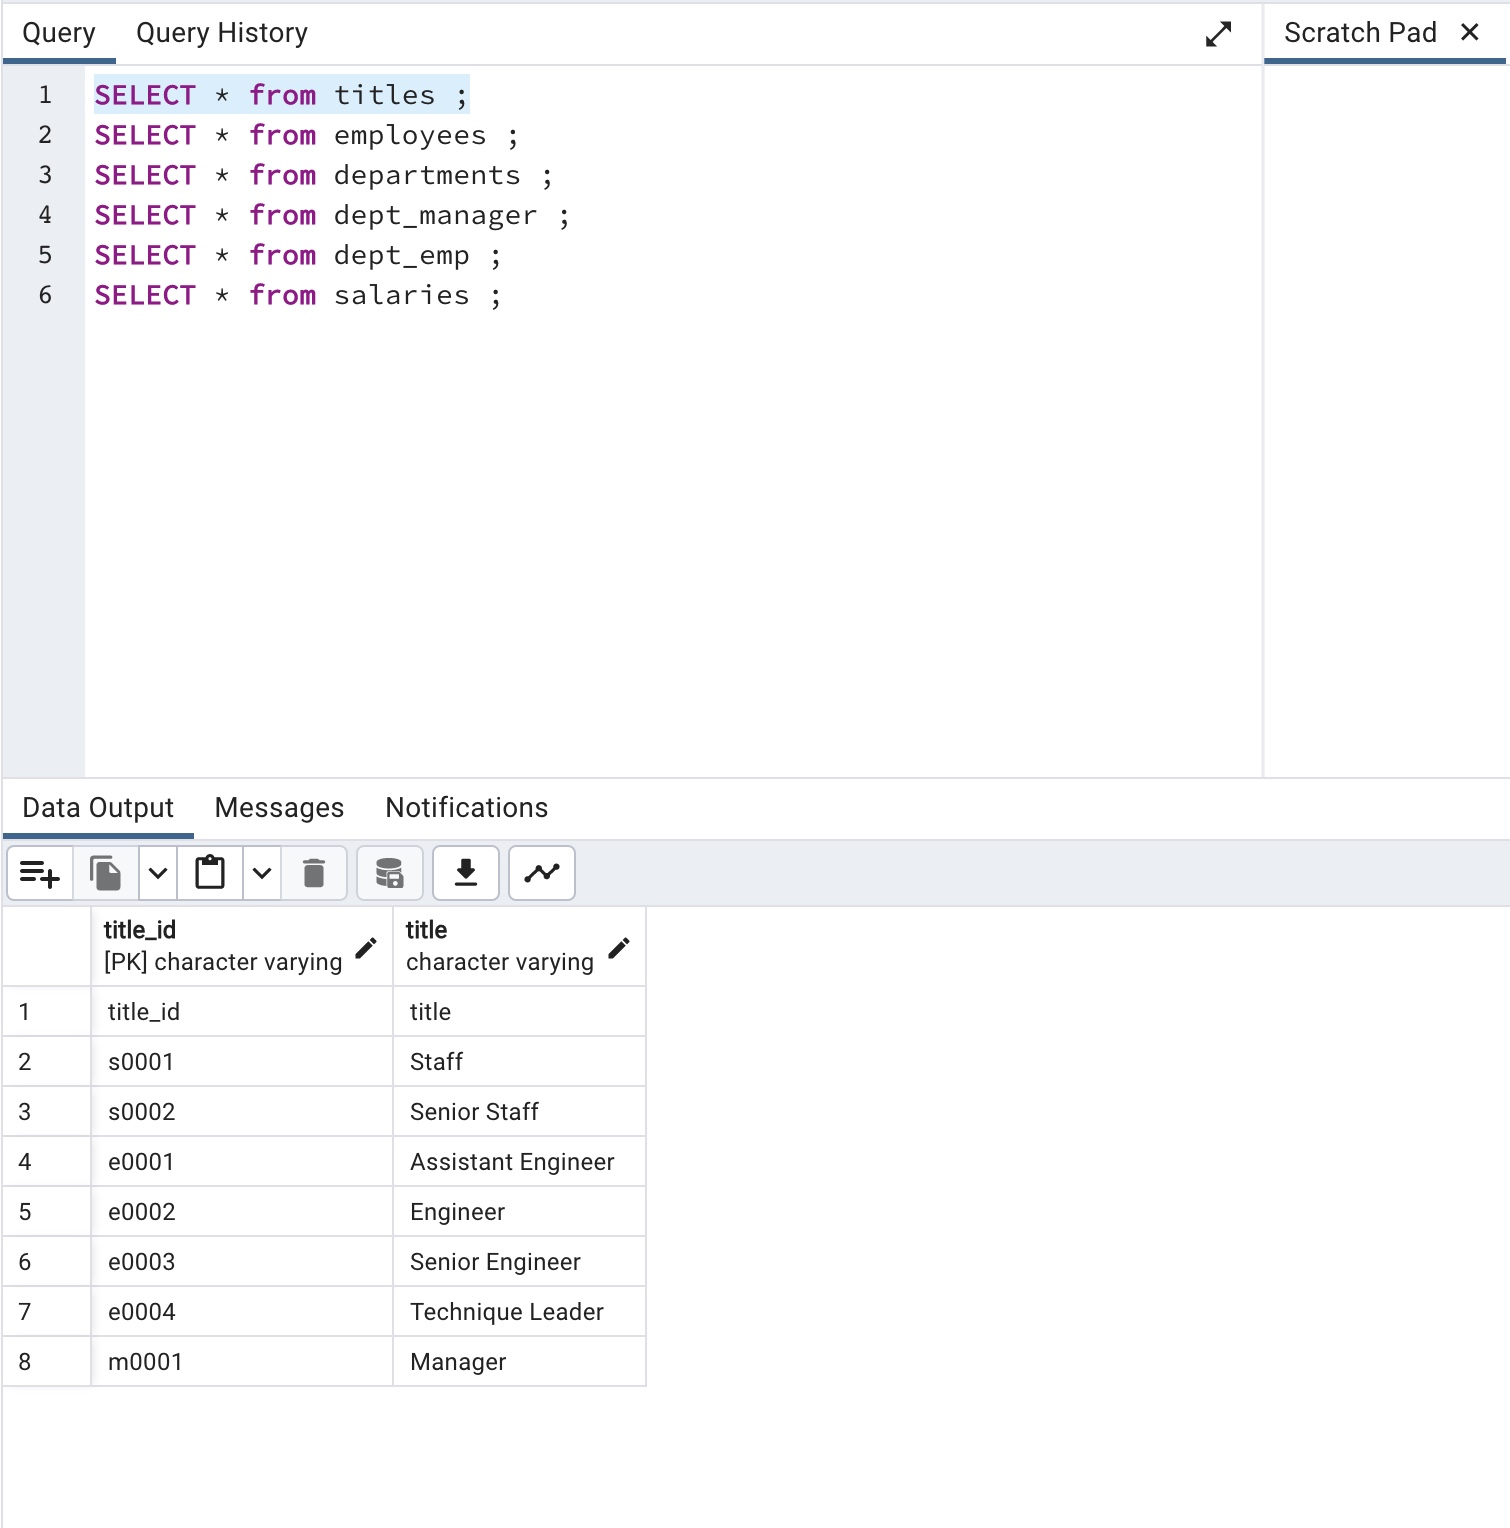 Query Query History Scratch Pad
1 SELECT * from titles ;
2 SELECT * from employees ;
3 SELECT * from departments ;
4 SELECT * from dept_manager ;
5 SELECT * from dept_emp ;
6 SELECT * from salaries ;
Data Output Messages Notifications
title_id title
[PK] character varying character varying
1 title_id title
2 s0001 Staff
3 s0002 Senior Staff
4 e0001 Assistant Engineer
5 e0002 Engineer
6 e0003 Senior Engineer
7 e0004 Technique Leader
8 m0001 Manager